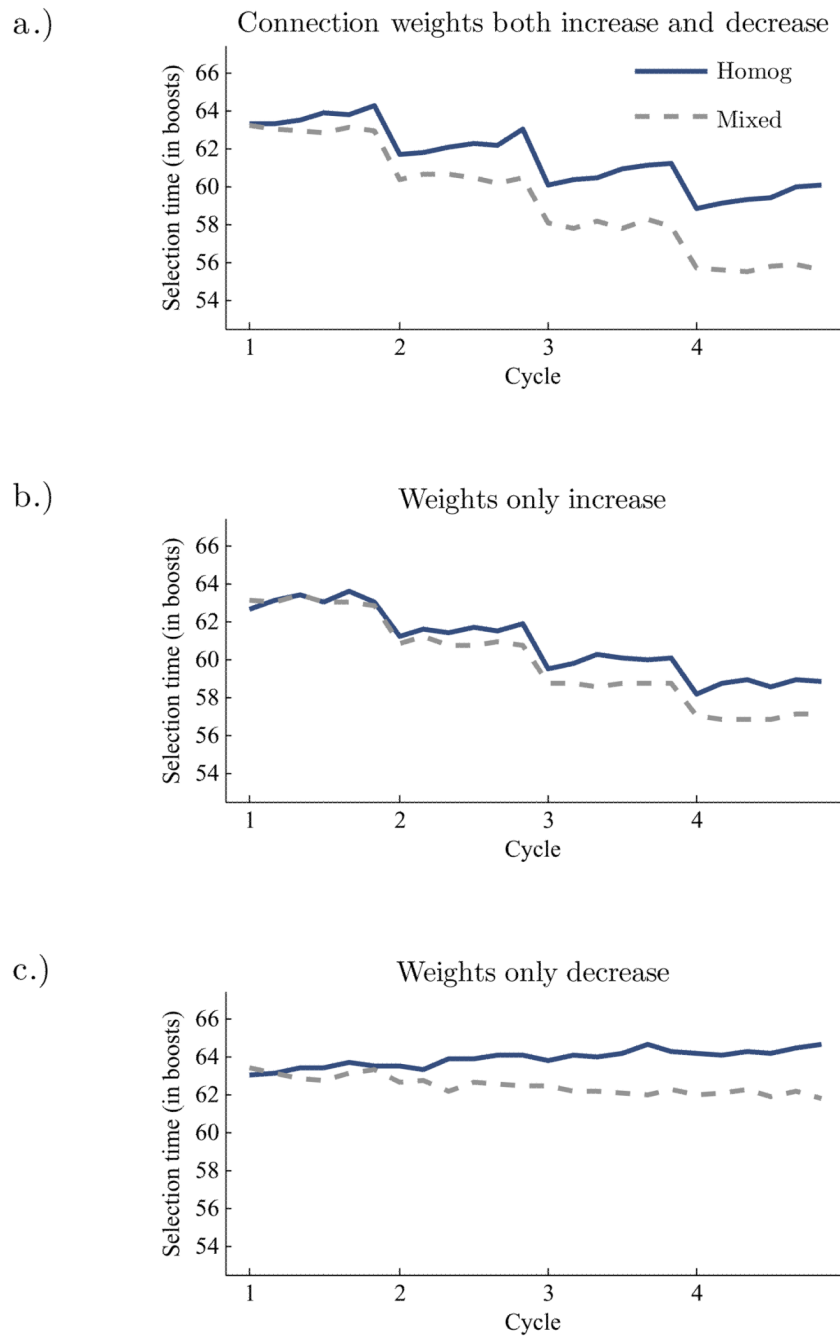 a.)
Connection weights both increase and decrease
Selection time (in boosts)
66
64
62
60
58
56
54
Homog
Mixed
1 2 3 4
Cycle
b.)
Weights only increase
Selection time (in boosts)
66
64
62
60
58
56
54
1 2 3 4
Cycle
c.)
Weights only decrease
Selection time (in boosts)
66
64
62
60
58
56
54
1 2 3 4
Cycle